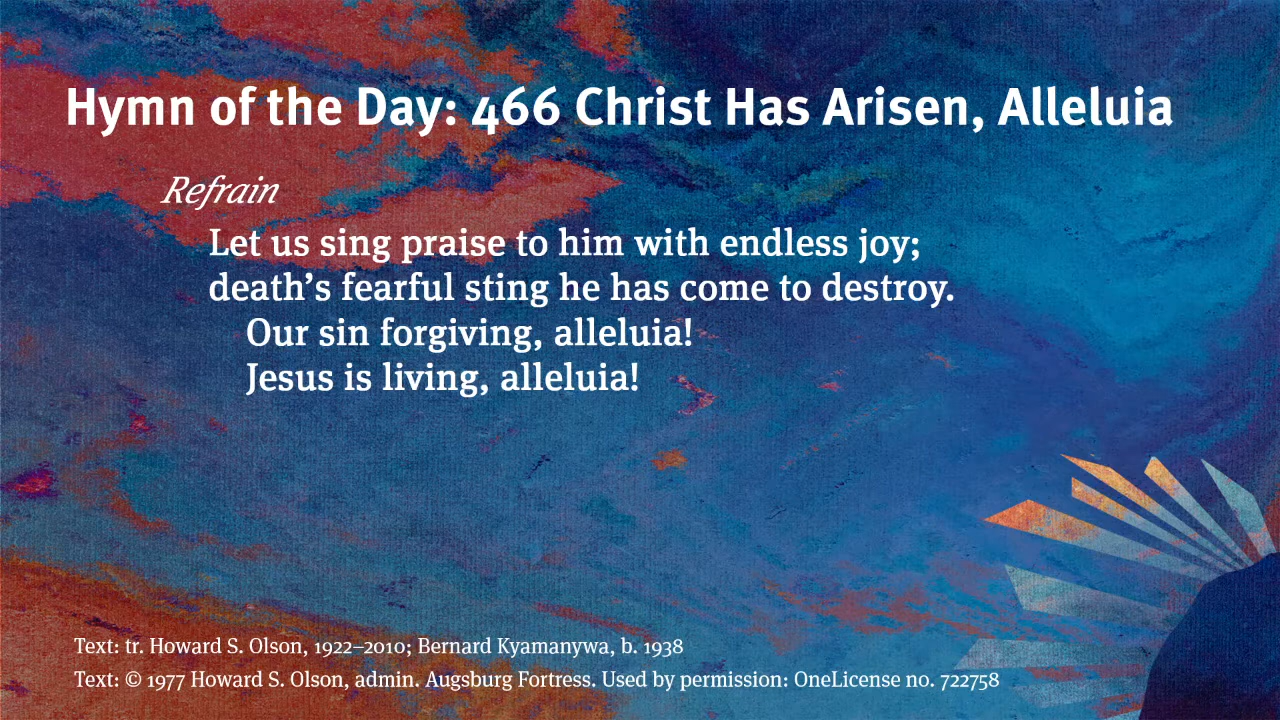 Hymn of the Day: 466 Christ Has Arisen, Alleluia
Refrain
Let us sing praise to him with endless joy;
death’s fearful sting he has come to destroy.
Our sin forgiving, alleluia!
Jesus is living, alleluia!
Text: tr. Howard S. Olson, 1922–2010; Bernard Kyamanywa, b. 1938
Text: © 1977 Howard S. Olson, admin. Augsburg Fortress. Used by permission: OneLicense no. 722758